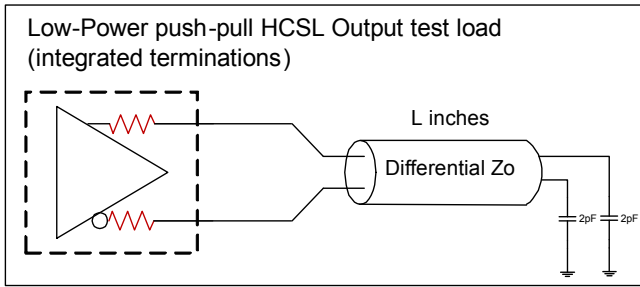 Low-Power push-pull HCSL Output test load
(integrated terminations)
L inches
Differential Zo
2pF
2pF